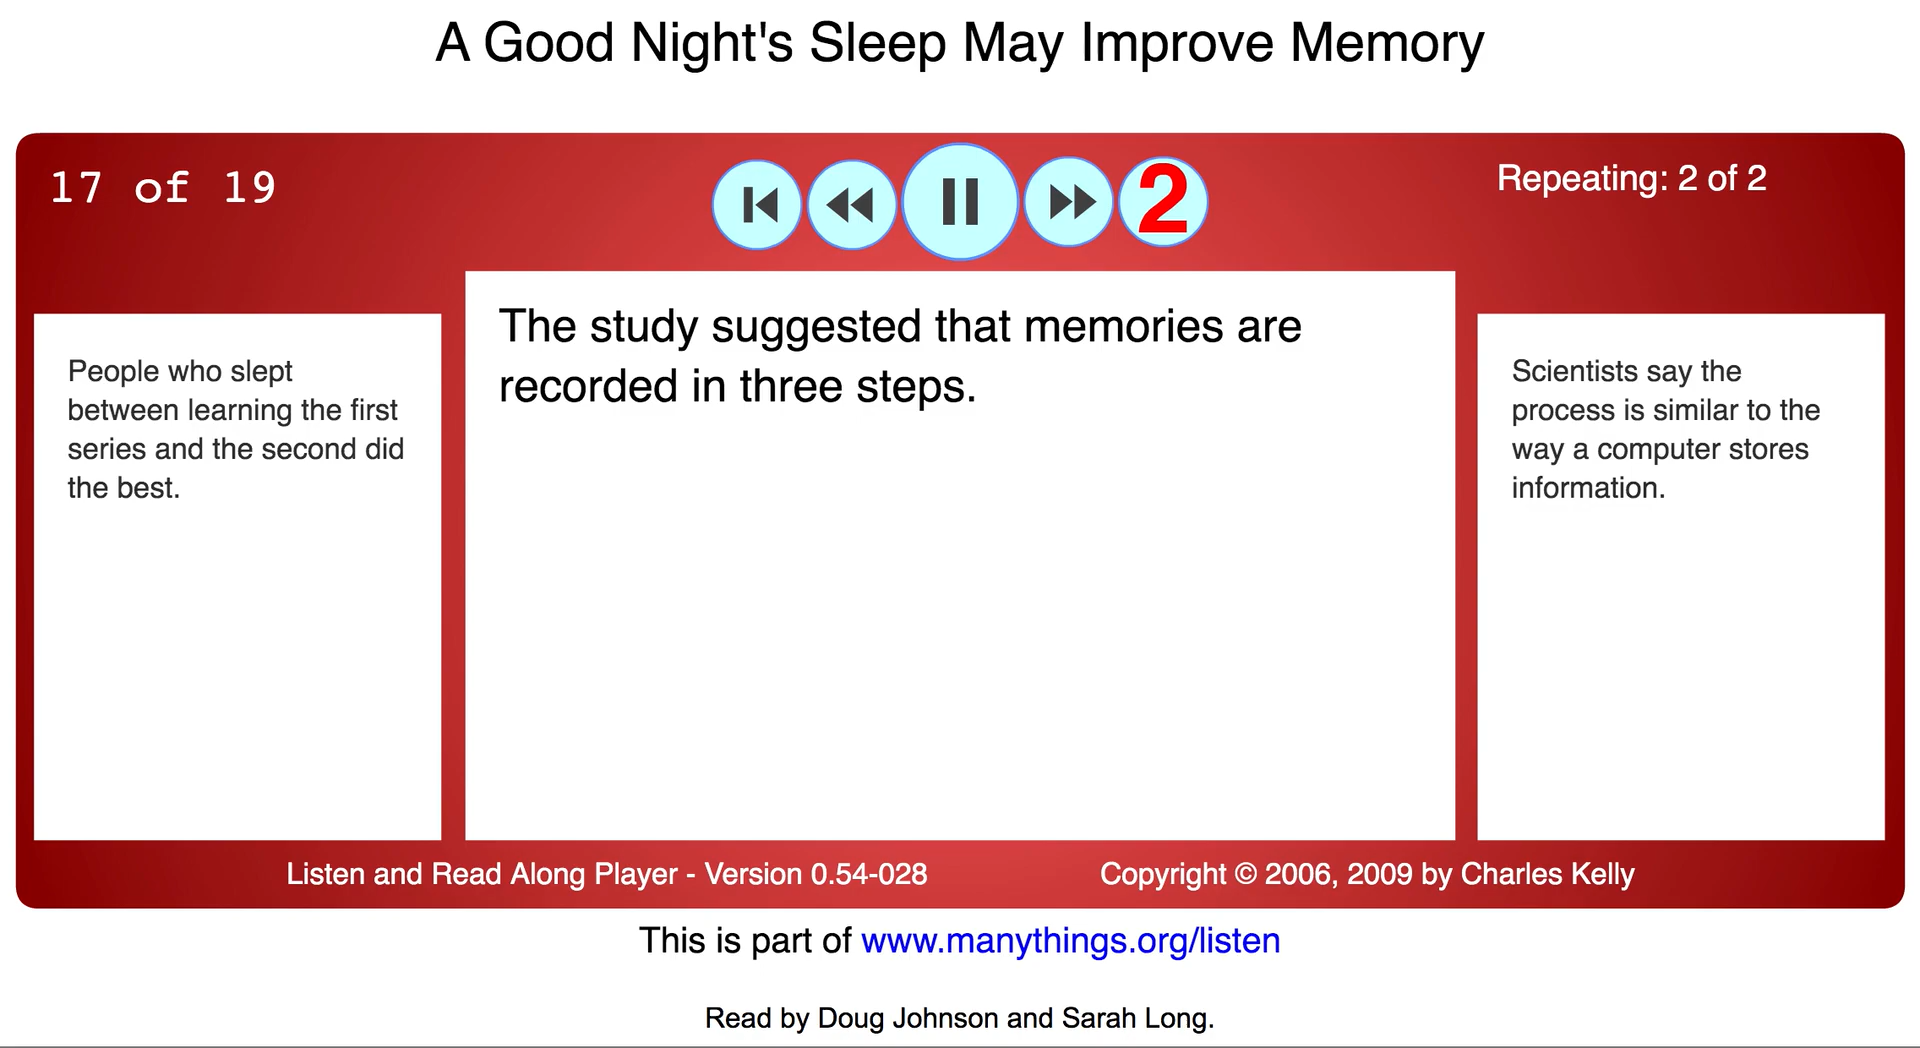 A Good Night's Sleep May Improve Memory
17 of 19
2
Repeating: 2 of 2
People who slept
between learning the first
series and the second did
the best.
The study suggested that memories are
recorded in three steps.
Scientists say the
process is similar to the
way a computer stores
information.
Listen and Read Along Player - Version 0.54-028
Copyright © 2006, 2009 by Charles Kelly
This is part of www.manythings.org/listen
Read by Doug Johnson and Sarah Long.